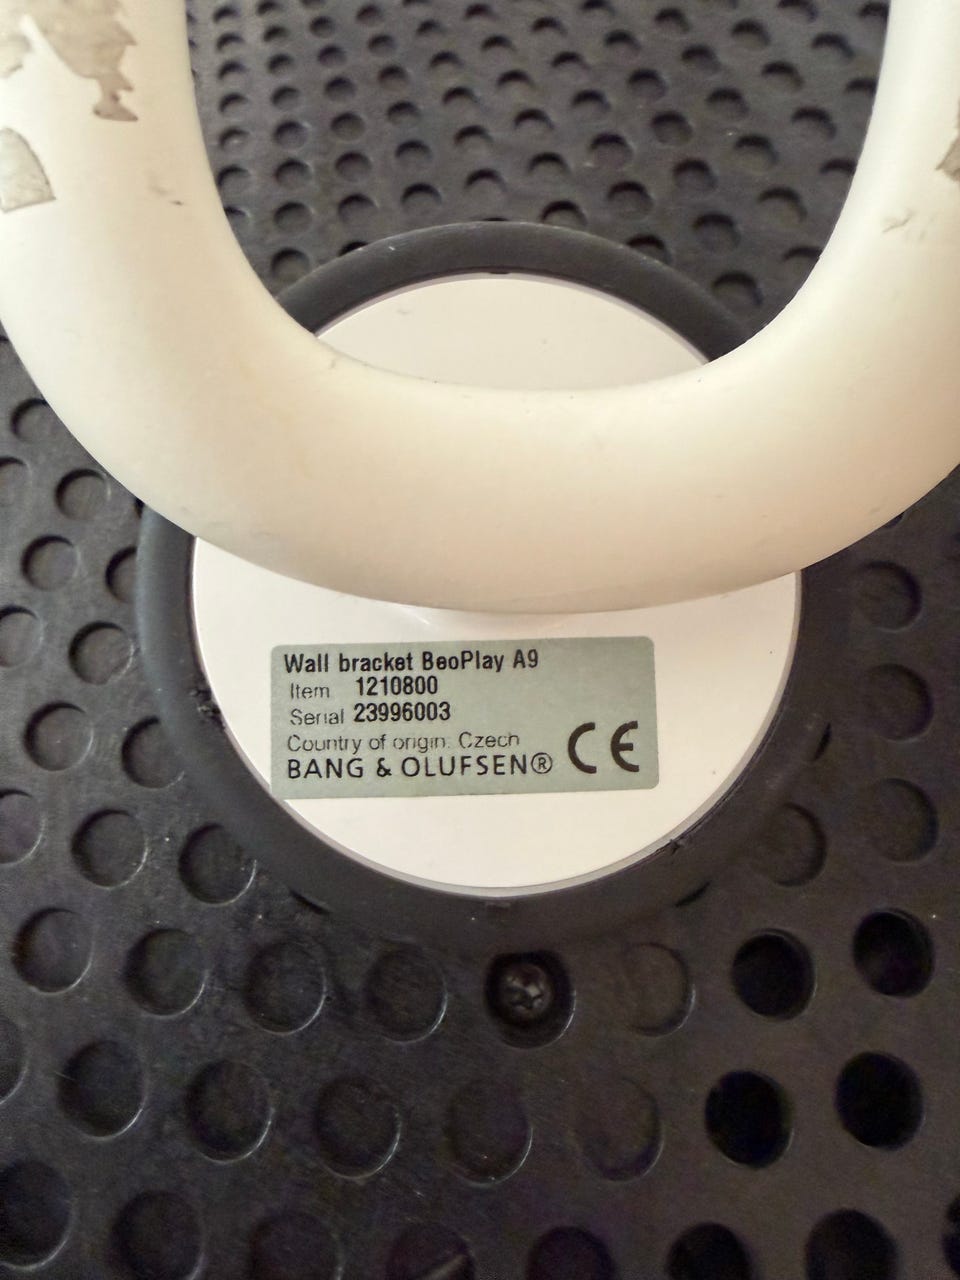 Wall bracket BeoPlay A9
Item 1210800
Serial 23996003
Country of origin: Czech
BANG & OLUFSEN® CE